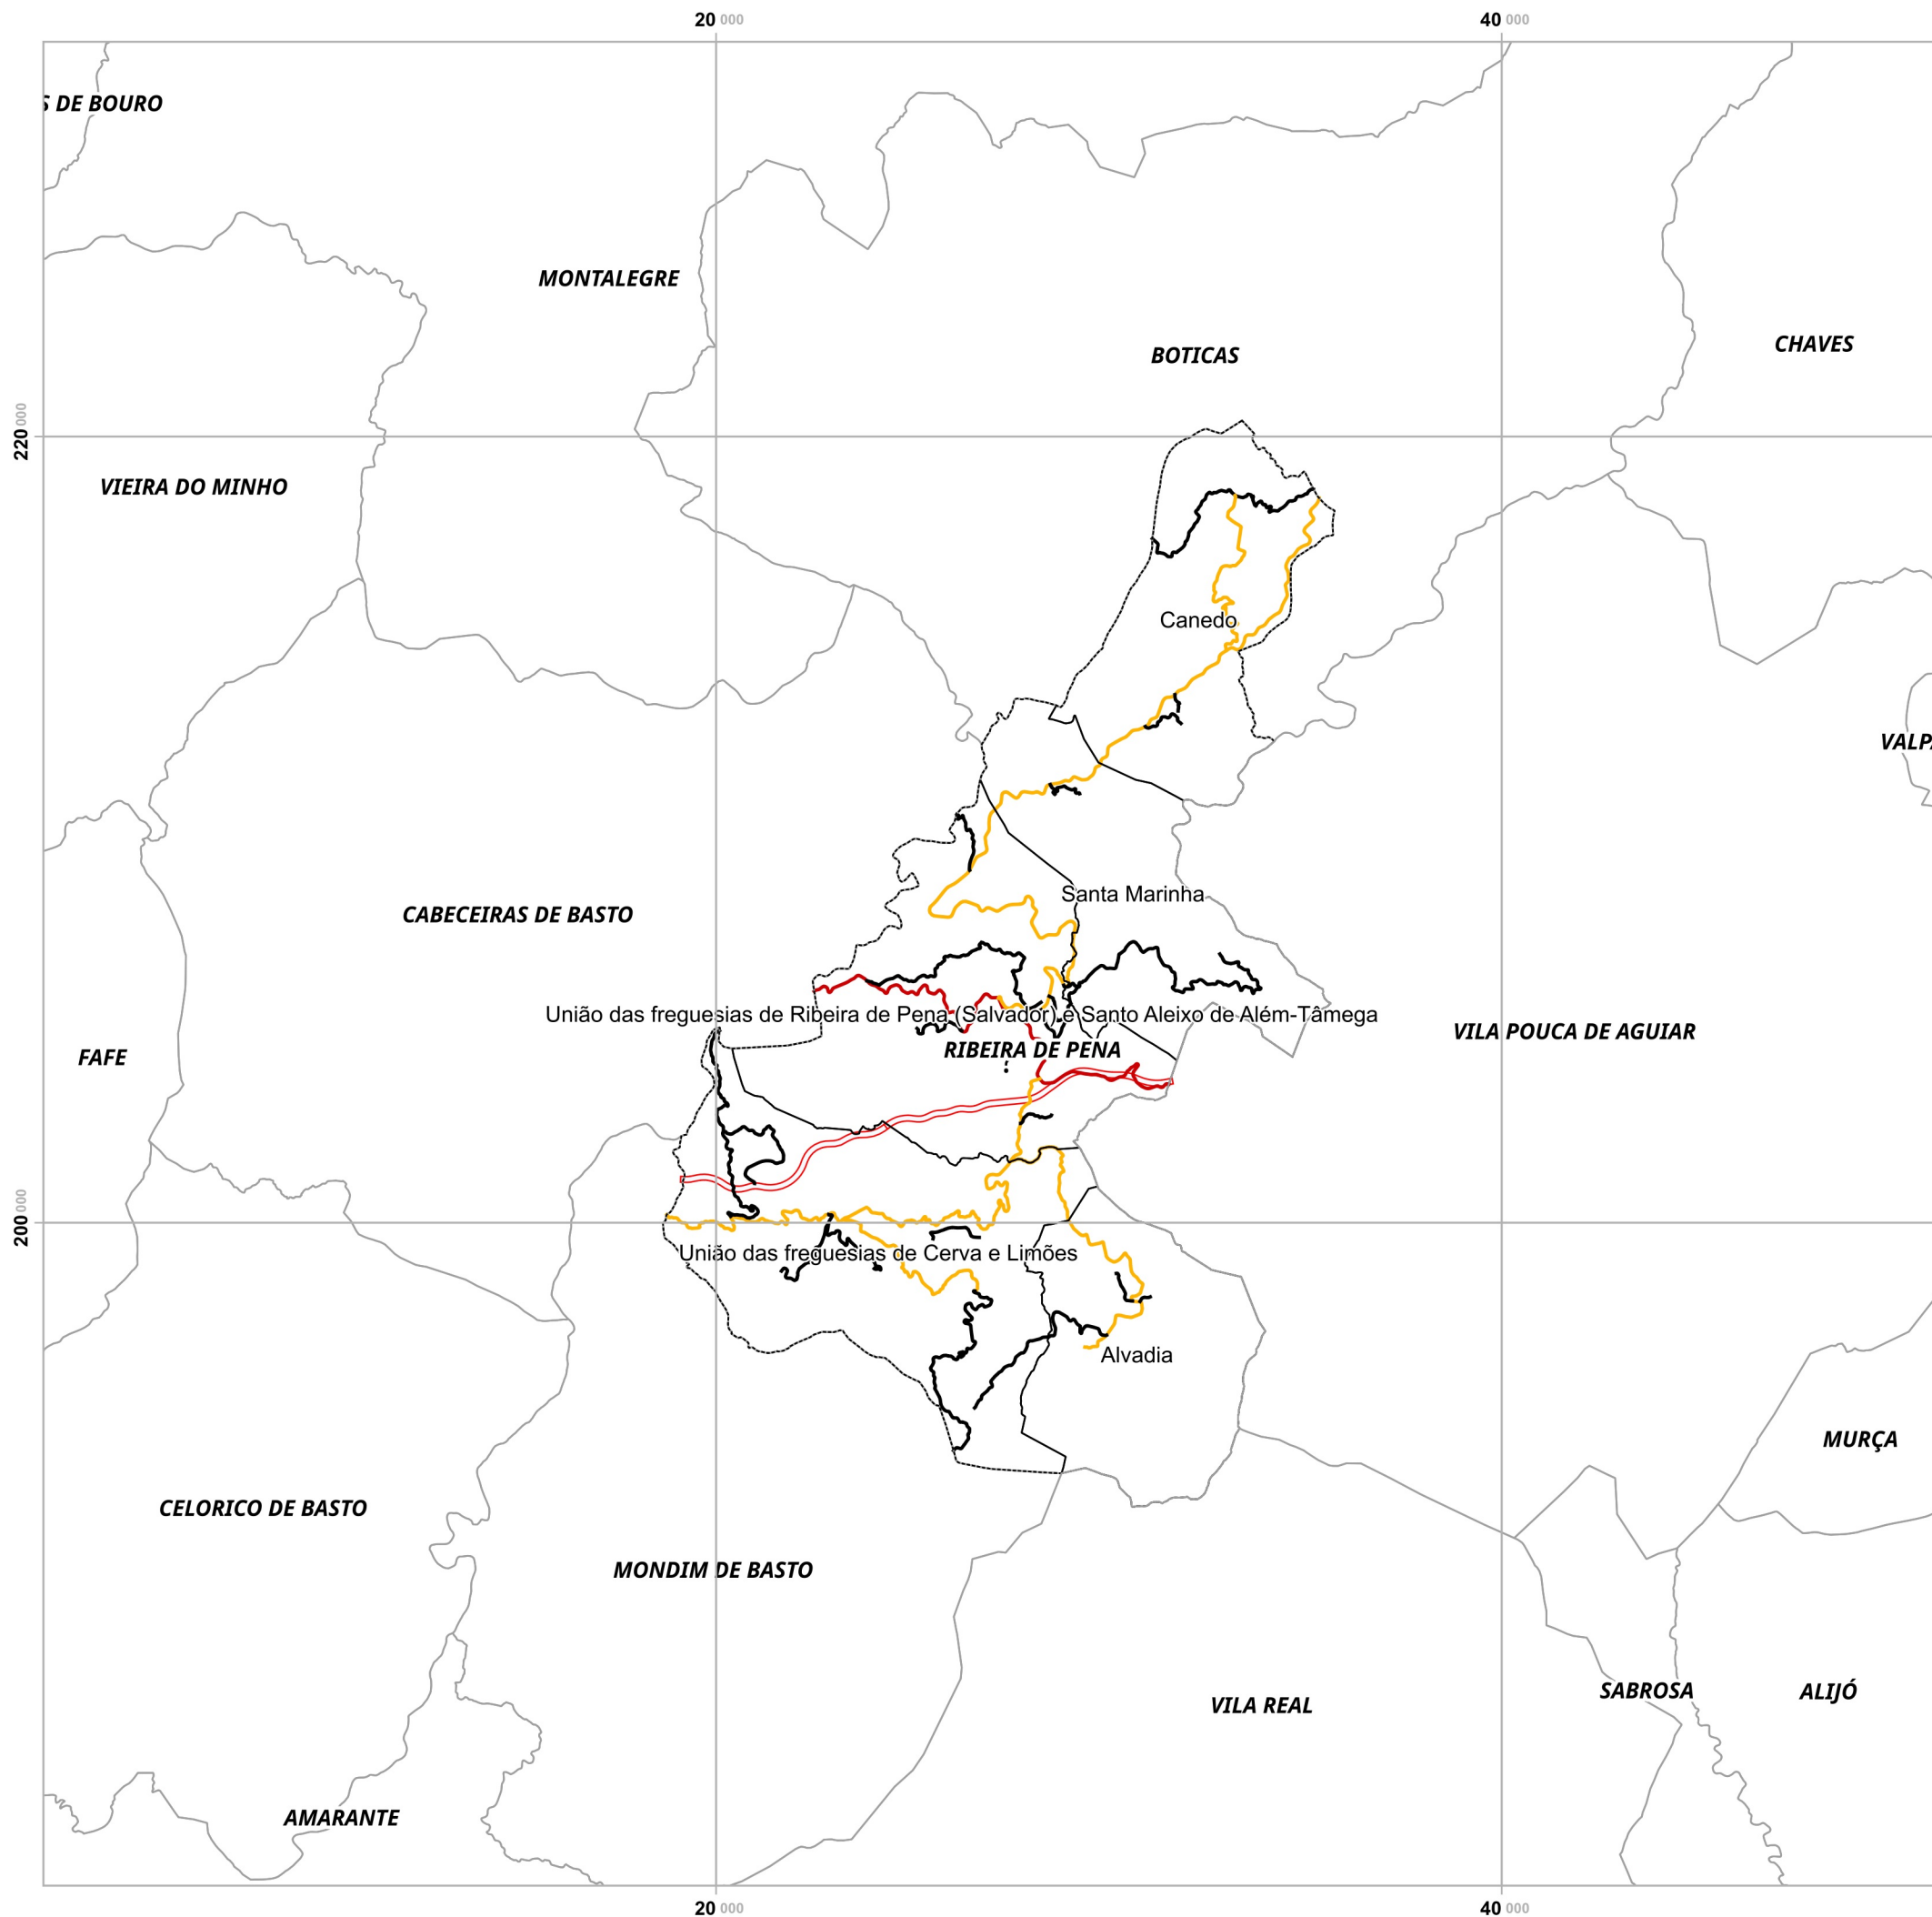 20 000
40 000
S DE BOURO
MONTALEGRE
CHAVES
BOTICAS
220 000
VIEIRA DO MINHO
Canedo
VALPA
Santa Marinha
CABECEIRAS DE BASTO
União das freguesias de Ribeira de Pena (Salvador) e Santo Aleixo de Além-Tâmega
VILA POUCA DE AGUIAR
RIBEIRA DE PENA
FAFE
200 000
União das freguesias de Cerva e Limões
Alvadia
MURÇA
CELORICO DE BASTO
MONDIM DE BASTO
SABROSA
ALIJÓ
VILA REAL
AMARANTE
20 000
40 000